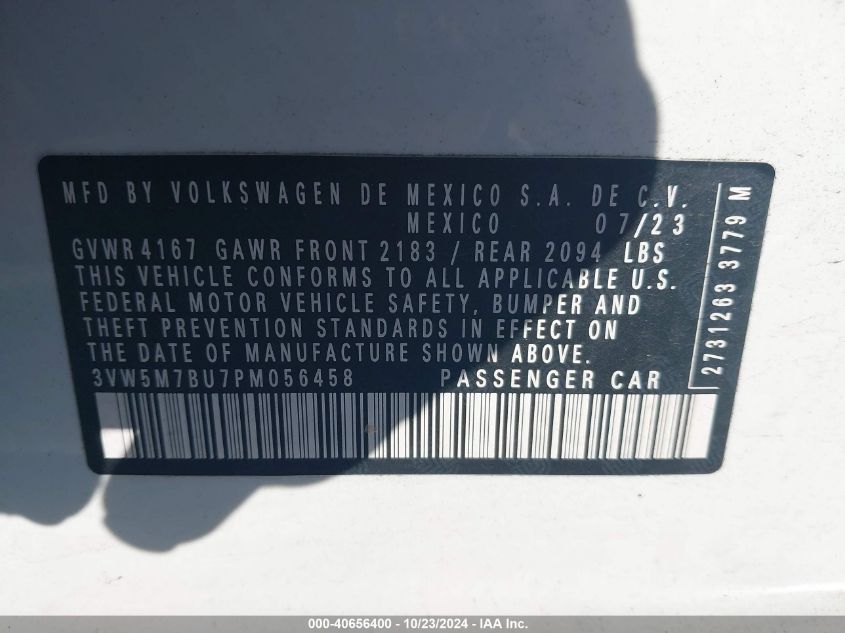 MFD BY VOLKSWAGEN DE MEXICO S.A. DE C.V.
MEXICO 07/23
GVWR 4167 GAWR FRONT 2183 / REAR 2094 LBS
THIS VEHICLE CONFORMS TO ALL APPLICABLE U.S.
FEDERAL MOTOR VEHICLE SAFETY, BUMPER AND
THEFT PREVENTION STANDARDS IN EFFECT ON
THE DATE OF MANUFACTURE SHOWN ABOVE.
3VW5M7BU7PM056458 PASSENGER CAR
2731263 3779 M
000-40656400 - 10/23/2024 - IAA Inc.